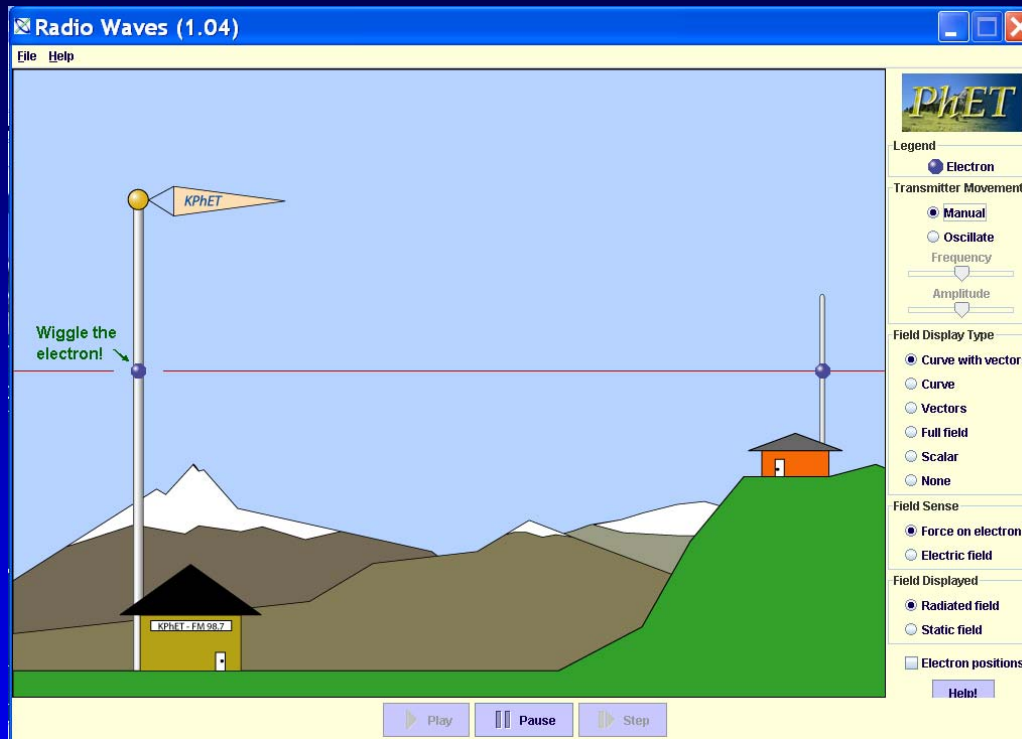 Radio Waves (1.04)
File Help
KPhET
Wiggle the
electron!
KPhET - FM 98.7
PhET
Legend
Electron
Transmitter Movement
Manual
Oscillate
Frequency
Amplitude
Field Display Type
Curve with vector
Curve
Vectors
Full field
Scalar
None
Field Sense
Force on electron
Electric field
Field Displayed
Radiated field
Static field
Electron positions
Help!
Play Pause Step